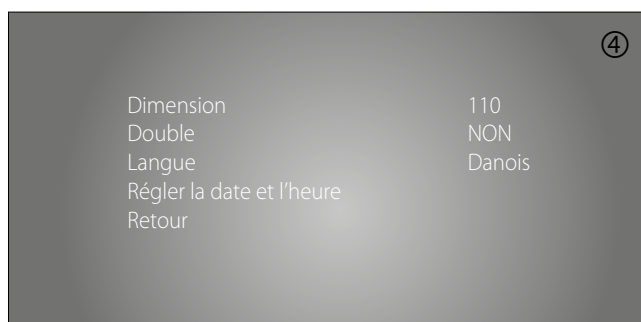 ④
Dimension 110
Double NON
Langue Danois
Régler la date et l'heure
Retour